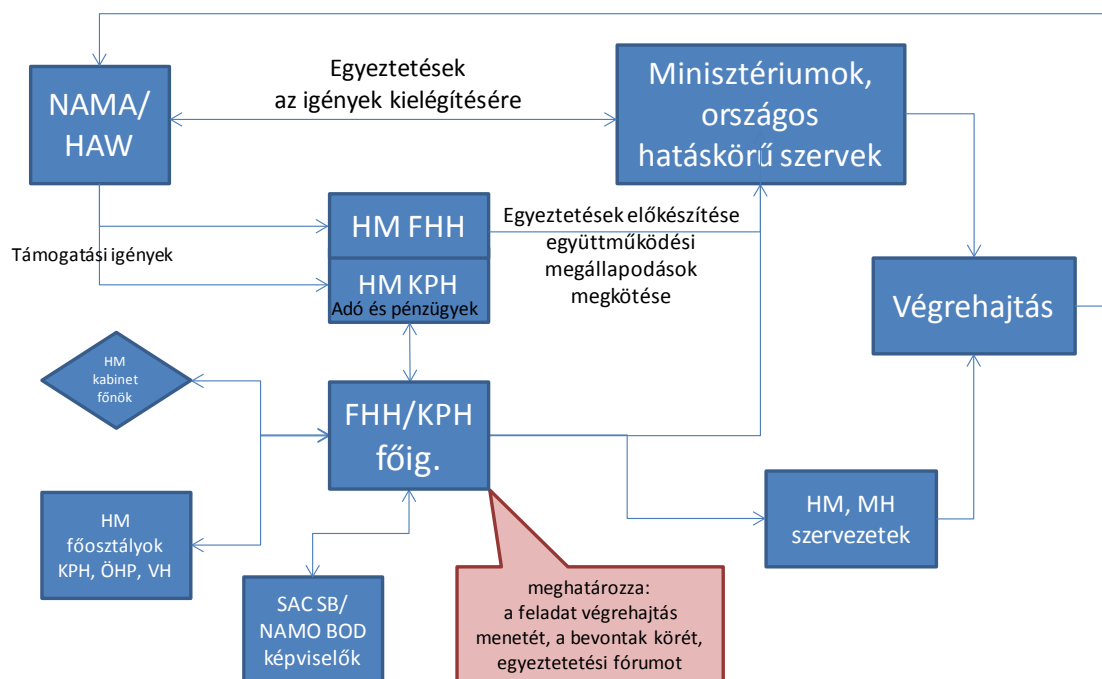 NAMA/
HAW
Egyeztetések
az igények kielégítésére
Minisztériumok,
országos
hatáskörű szervek
Támogatási igények
HM FHH
HM KPH
Adó és pénzügyek
Egyeztetések előkészítése
együttműködési
megállapodások
megkötése
Végrehajtás
HM
kabinet
főnök
FHH/KPH
főig.
HM
főosztályok
KPH, ÖHP, VH
SAC SB/
NAMO BOD
képviselők
HM, MH
szervezetek
meghatározza:
a feladat végrehajtás
menetét, a bevontak körét,
egyeztetetési fórumot